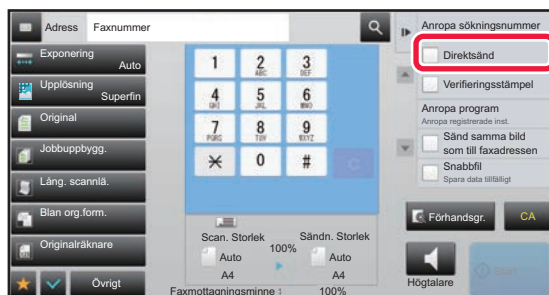 Adress Faxnummer
Exponering
Auto
Upplösning
Superfin
Original
Jobbuppbygg.
Lång. scannlä.
Blan org.form.
Originalräknare
Övrigt
1
2 ABC
3 DEF
4 GHI
5 JKL
6 MNO
7 PQRS
8 TUV
9 WXYZ
0
#
C
Scan. Storlek
Auto
A4
100%
Sändn. Storlek
Auto
A4
Faxmottagningsminne : 100%
Anropa sökningsnummer
Direktsänd
Verifieringsstämpel
Anropa program
Anropa registrerade inst.
Sänd samma bild
som till faxadressen
Snabbfil
Spara data tillfälligt
Förhandsgr.
CA
Högtalare
Start